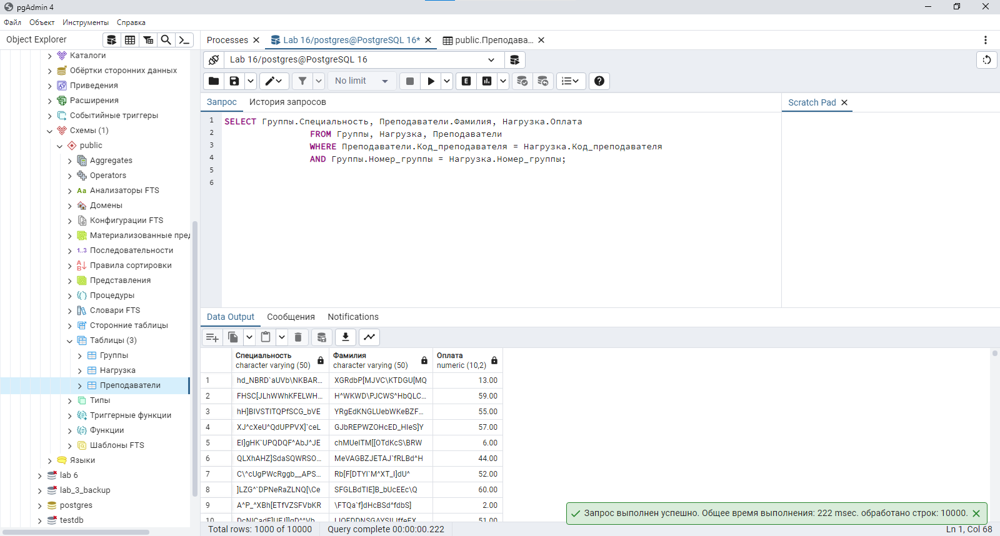 pgAdmin 4
Файл Объект Инструменты Справка
Object Explorer
Каталоги
Обёртки сторонних данных
Приведения
Расширения
Событийные триггеры
Схемы (1)
public
Aggregates
Operators
Aa Анализаторы FTS
Домены
Конфигурации FTS
Материализованные пред
1..3 Последовательности
Правила сортировки
Представления
Процедуры
Словари FTS
Сторонние таблицы
Таблицы (3)
Группы
Нагрузка
Преподаватели
Типы
Триггерные функции
Функции
Шаблоны FTS
Языки
lab 6
lab_3_backup
postgres
testdb
Processes Lab 16/postgres@PostgreSQL 16* public.Преподава...
Lab 16/postgres@PostgreSQL 16
No limit
E
Запрос История запросов
Scratch Pad
1 SELECT Группы.Специальность, Преподаватели.Фамилия, Нагрузка.Оплата
2 FROM Группы, Нагрузка, Преподаватели
3 WHERE Преподаватели.Код_преподавателя = Нагрузка.Код_преподавателя
4 AND Группы.Номер_группы = Нагрузка.Номер_группы;
5
6
Data Output Сообщения Notifications
Специальность Фамилия Оплата
character varying (50) character varying (50) numeric (10,2)
1 hd_NBRD`aUVb\NKBAR... XGRdbP[MJVC\KTDGU[MQ 13.00
2 FHSC[JLhWWhKFELWH... H^WKWD\PJCWS^HbQLC... 59.00
3 hH]BIVSTITQPfSCG_bVE YRgEdKNGLUebWKeBZF... 55.00
4 XJ^cXeU^QdUPPVX]`ceL GJbREPWZOHcED_HIeS]Y 57.00
5 EI]gHK`UPQDQF^AbJ^JE chMUeITM[[OTdKcS\BRW 6.00
6 QLXhAHZ]SdaSQWRSO... MeVAGBZJETAJ`fRLBd^H 44.00
7 C\^cUgPWcRggb__APS... Rb[F[DTYI`M^XT_I]dU^ 52.00
8 ]LZG^`DPNeRaZLNQ[\Ce SFGLBdTIE]B_bUcEEc\Q 60.00
9 A^P_^XBh[ETfVZSFVbKR \FTQa`f]dHcBSd^fdbS] 2.00
10 51.00
Запрос выполнен успешно. Общее время выполнения: 222 msec. обработано строк: 10000.
Total rows: 1000 of 10000 Query complete 00:00:00.222 Ln 1, Col 68